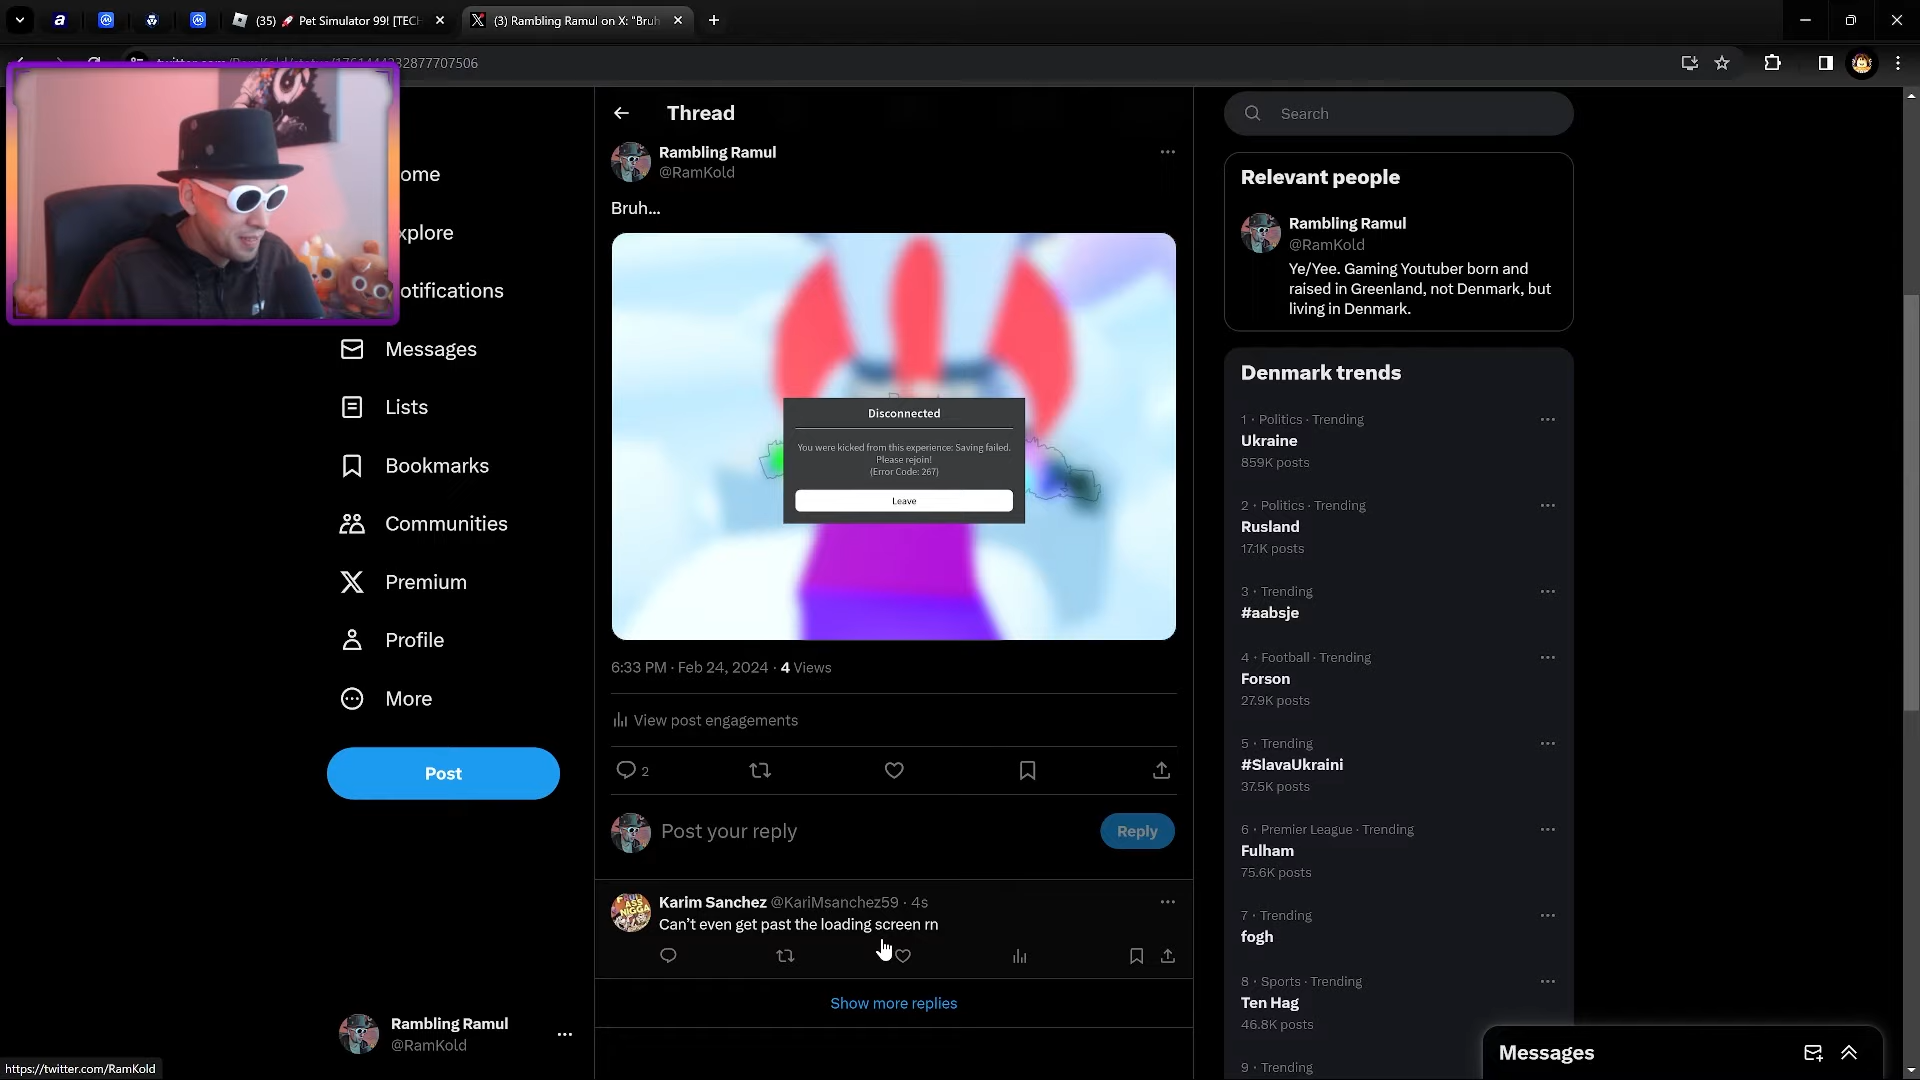 (35) 🚀 Pet Simulator 99! [TECH
(3) Rambling Ramul on X: "Bruh
32877707506
ome
xplore
otifications
Messages
Lists
Bookmarks
Communities
Premium
Profile
More
Post
Rambling Ramul
@RamKold
https://twitter.com/RamKold
Thread
Rambling Ramul
@RamKold
Bruh...
Disconnected
You were kicked from this experience: Saving failed.
Please rejoin!
(Error Code: 267)
Leave
6:33 PM · Feb 24, 2024 · 4 Views
View post engagements
2
Post your reply
Reply
Karim Sanchez @KariMsanchez59 · 4s
Can't even get past the loading screen rn
Show more replies
Search
Relevant people
Rambling Ramul
@RamKold
Ye/Yee. Gaming Youtuber born and
raised in Greenland, not Denmark, but
living in Denmark.
Denmark trends
1 · Politics · Trending
Ukraine
859K posts
2 · Politics · Trending
Rusland
17.1K posts
3 · Trending
#aabsje
4 · Football · Trending
Forson
27.9K posts
5 · Trending
#SlavaUkraini
37.5K posts
6 · Premier League · Trending
Fulham
75.6K posts
7 · Trending
fogh
8 · Sports · Trending
Ten Hag
46.8K posts
9 · Trending
Messages